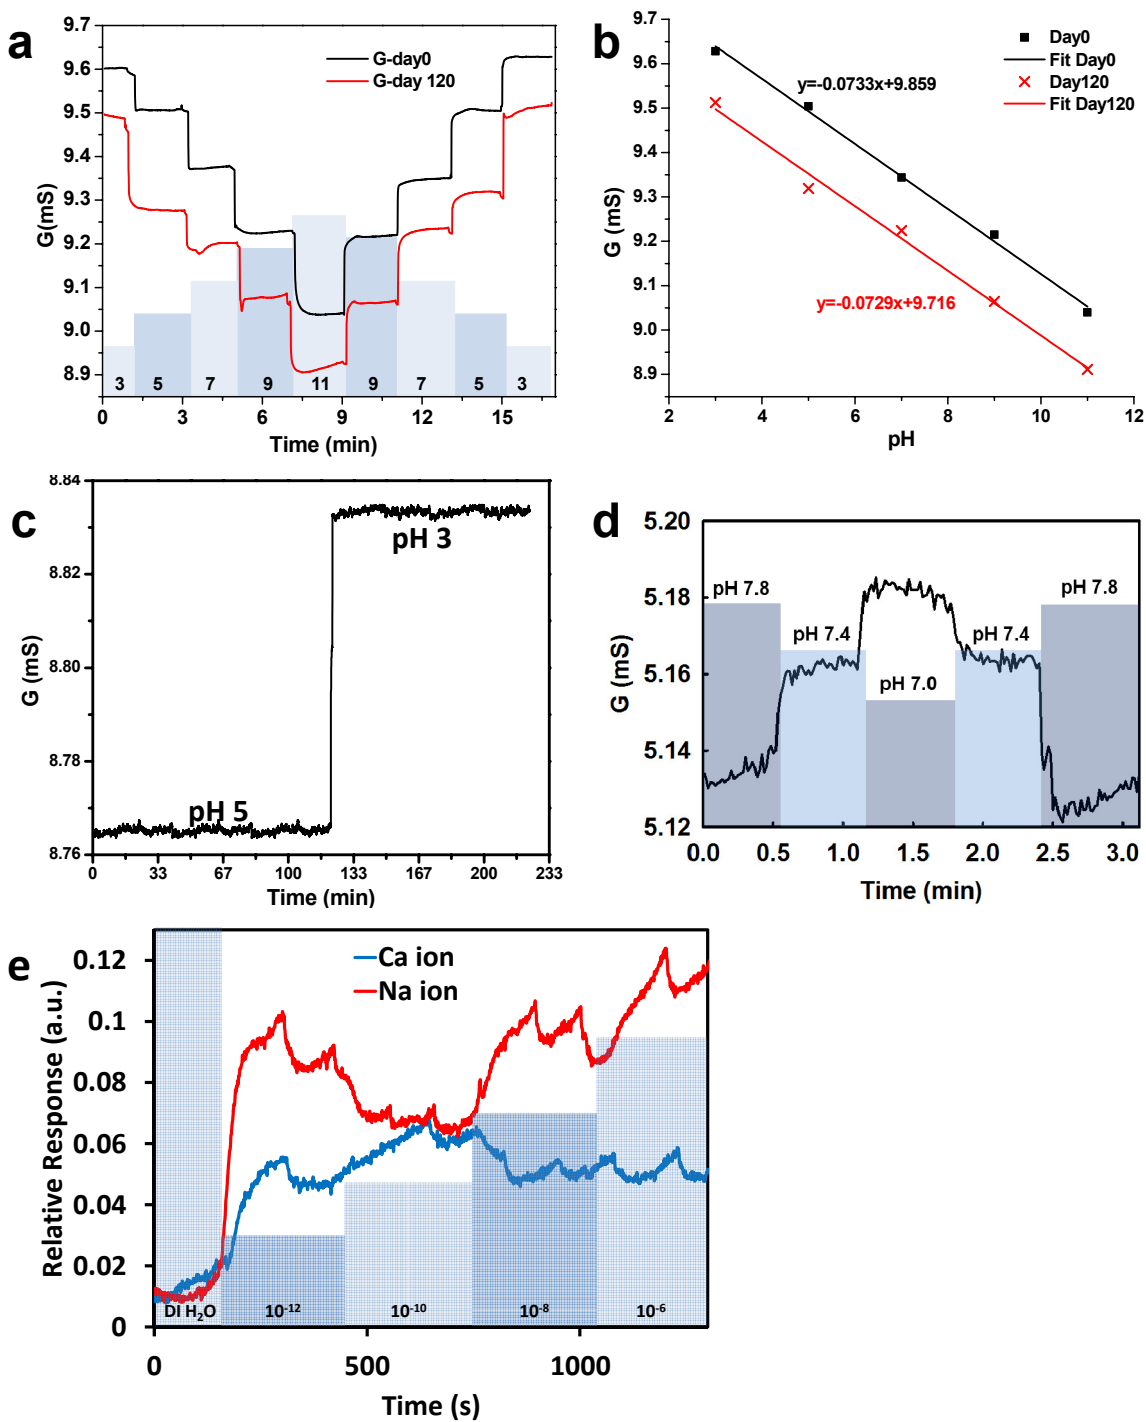 a
G-day0
G-day 120
9.7
9.6
9.5
9.4
9.3
9.2
9.1
9.0
8.9
G(mS)
3 5 7 9 11 9 7 5 3
0 3 6 9 12 15
Time (min)
b
Day0
Fit Day0
Day120
Fit Day120
y=-0.0733x+9.859
y=-0.0729x+9.716
9.7
9.6
9.5
9.4
9.3
9.2
9.1
9.0
8.9
G (mS)
2 4 6 8 10 12
pH
c
8.84
8.82
8.80
8.78
8.76
G (mS)
pH 3
pH 5
0 33 67 100 133 167 200 233
Time (min)
d
5.20
5.18
5.16
5.14
5.12
G (mS)
pH 7.8
pH 7.4
pH 7.0
pH 7.4
pH 7.8
0.0 0.5 1.0 1.5 2.0 2.5 3.0
Time (min)
e
Ca ion
Na ion
0.12
0.1
0.08
0.06
0.04
0.02
0
Relative Response (a.u.)
DI H₂O 10⁻¹² 10⁻¹⁰ 10⁻⁸ 10⁻⁶
0 500 1000
Time (s)